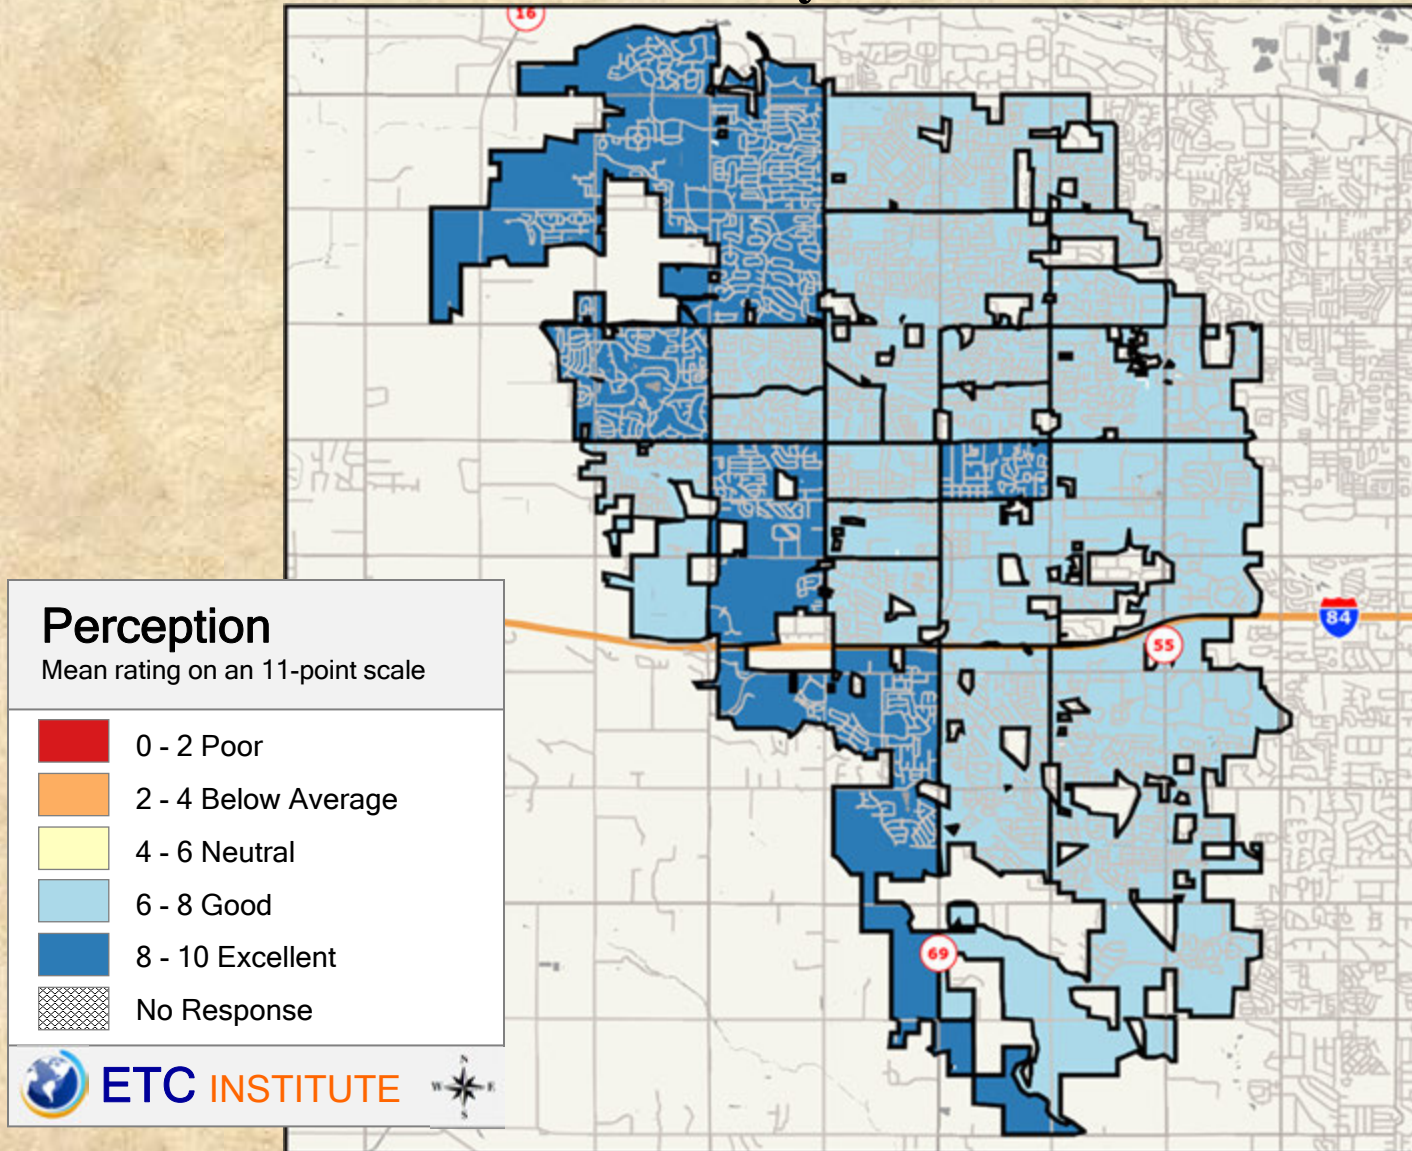 16
84
55
69
Perception
Mean rating on an 11-point scale
0 - 2 Poor
2 - 4 Below Average
4 - 6 Neutral
6 - 8 Good
8 - 10 Excellent
No Response
ETC INSTITUTE
N
W E
S